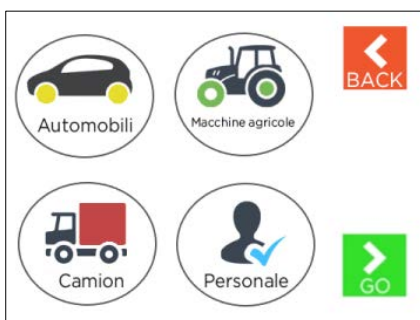 Automobili
Macchine agricole
BACK
Camion
Personale
GO